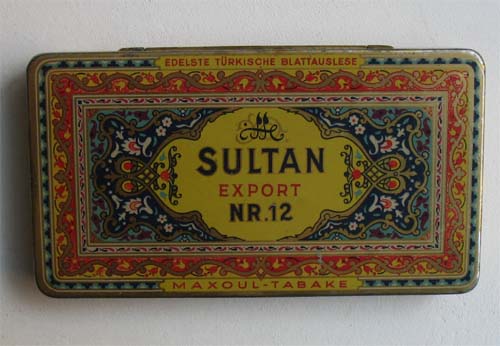 EDELSTE TÜRKISCHE BLATTAUSLESE
SULTAN
EXPORT
NR.12
MAXOUL-TABAKE